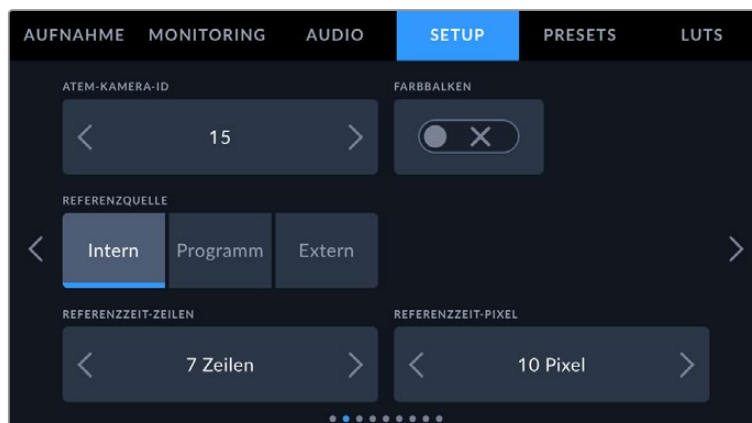 AUFNAHME MONITORING AUDIO SETUP PRESETS LUTS
ATEM-KAMERA-ID FARBBALKEN
15
REFERENZQUELLE
Intern Programm Extern
REFERENZZEIT-ZEILEN REFERENZZEIT-PIXEL
7 Zeilen 10 Pixel